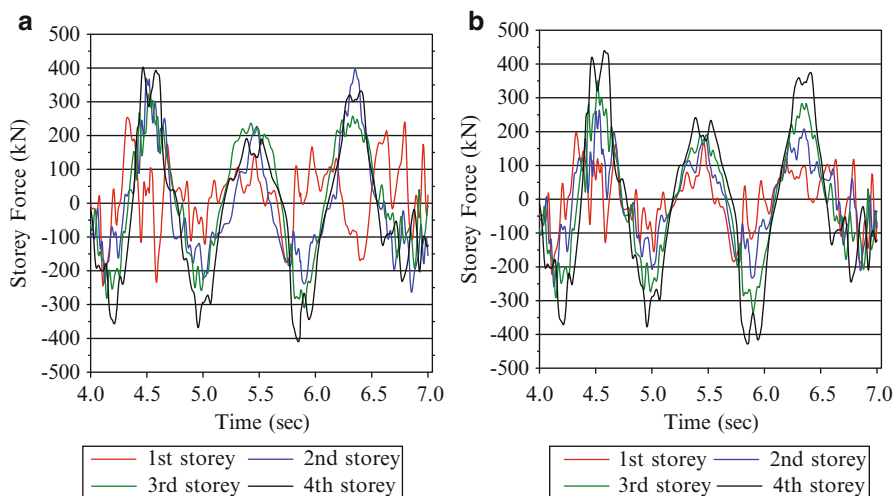 a
500
400
300
200
100
0
-100
-200
-300
-400
-500
Storey Force (kN)
4.0 4.5 5.0 5.5 6.0 6.5 7.0
Time (sec)
1st storey 2nd storey
3rd storey 4th storey
b
500
400
300
200
100
0
-100
-200
-300
-400
-500
Storey Force (kN)
4.0 4.5 5.0 5.5 6.0 6.5 7.0
Time (sec)
1st storey 2nd storey
3rd storey 4th storey